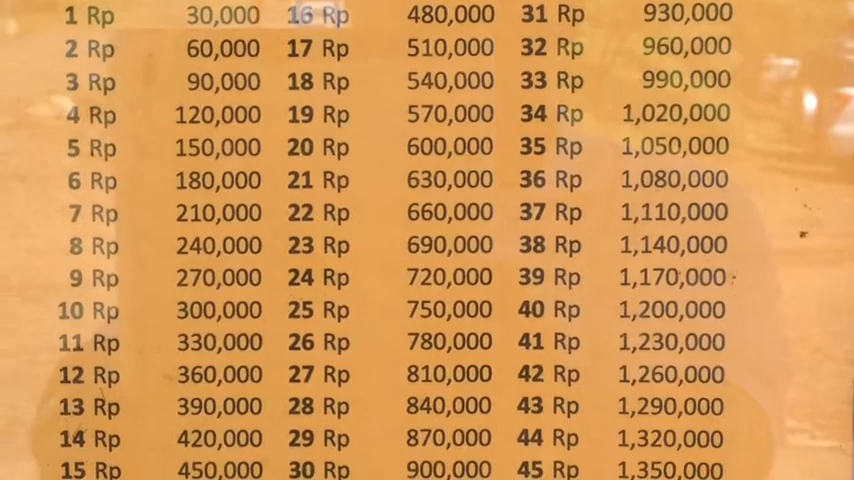 1 Rp 30,000 16 Rp 480,000 31 Rp 930,000
2 Rp 60,000 17 Rp 510,000 32 Rp 960,000
3 Rp 90,000 18 Rp 540,000 33 Rp 990,000
4 Rp 120,000 19 Rp 570,000 34 Rp 1,020,000
5 Rp 150,000 20 Rp 600,000 35 Rp 1,050,000
6 Rp 180,000 21 Rp 630,000 36 Rp 1,080,000
7 Rp 210,000 22 Rp 660,000 37 Rp 1,110,000
8 Rp 240,000 23 Rp 690,000 38 Rp 1,140,000
9 Rp 270,000 24 Rp 720,000 39 Rp 1,170,000
10 Rp 300,000 25 Rp 750,000 40 Rp 1,200,000
11 Rp 330,000 26 Rp 780,000 41 Rp 1,230,000
12 Rp 360,000 27 Rp 810,000 42 Rp 1,260,000
13 Rp 390,000 28 Rp 840,000 43 Rp 1,290,000
14 Rp 420,000 29 Rp 870,000 44 Rp 1,320,000
15 Rp 450,000 30 Rp 900,000 45 Rp 1,350,000